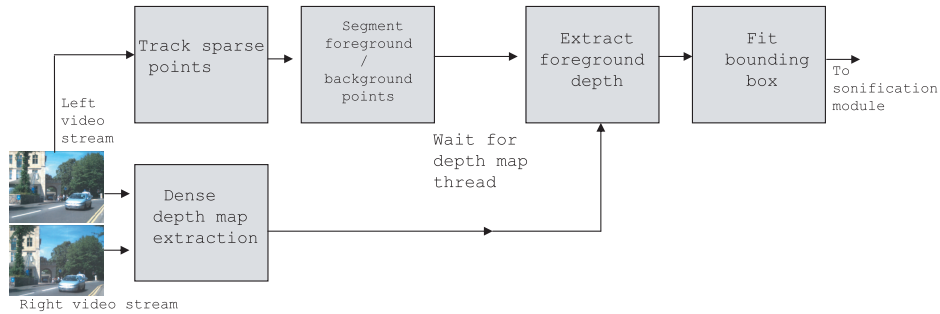 Track sparse
points
Segment
foreground
/
background
points
Extract
foreground
depth
Fit
bounding
box
To
sonification
module
Left
video
stream
Wait for
depth map
thread
Dense
depth map
extraction
Right video stream